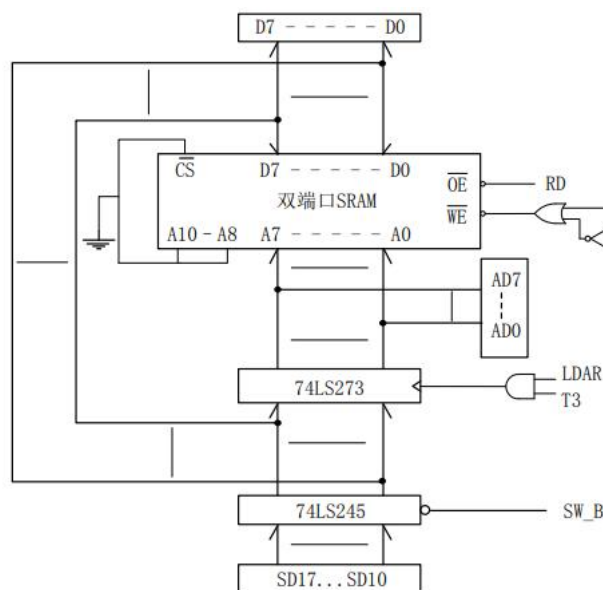 D7 - - - - - D0
CS D7 - - - - - D0 OE RD
双端口SRAM WE
A10 - A8 A7 - - - - - A0
AD7
AD0
74LS273 LDAR
T3
74LS245 SW_B
SD17...SD10